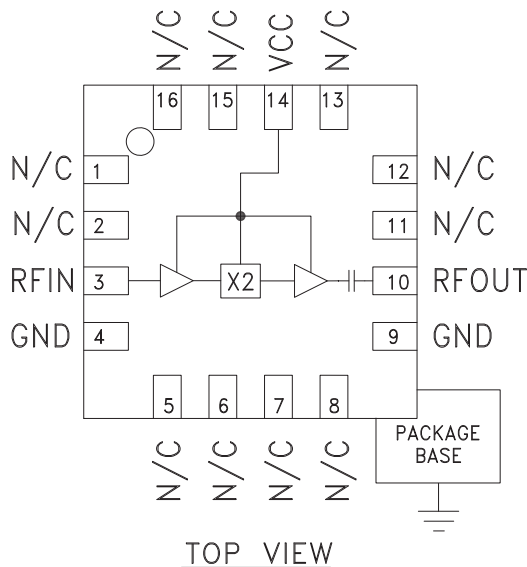 N/C N/C VCC N/C
16 15 14 13
N/C 1 12 N/C
N/C 2 11 N/C
RFIN 3 X2 10 RFOUT
GND 4 9 GND
5 6 7 8
N/C N/C N/C N/C
PACKAGE
BASE
TOP VIEW